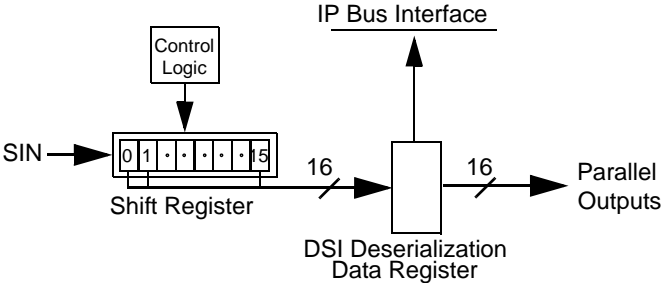 IP Bus Interface
Control
Logic
SIN
0 1 · · · · · 15
16
16
Parallel
Outputs
Shift Register
DSI Deserialization
Data Register